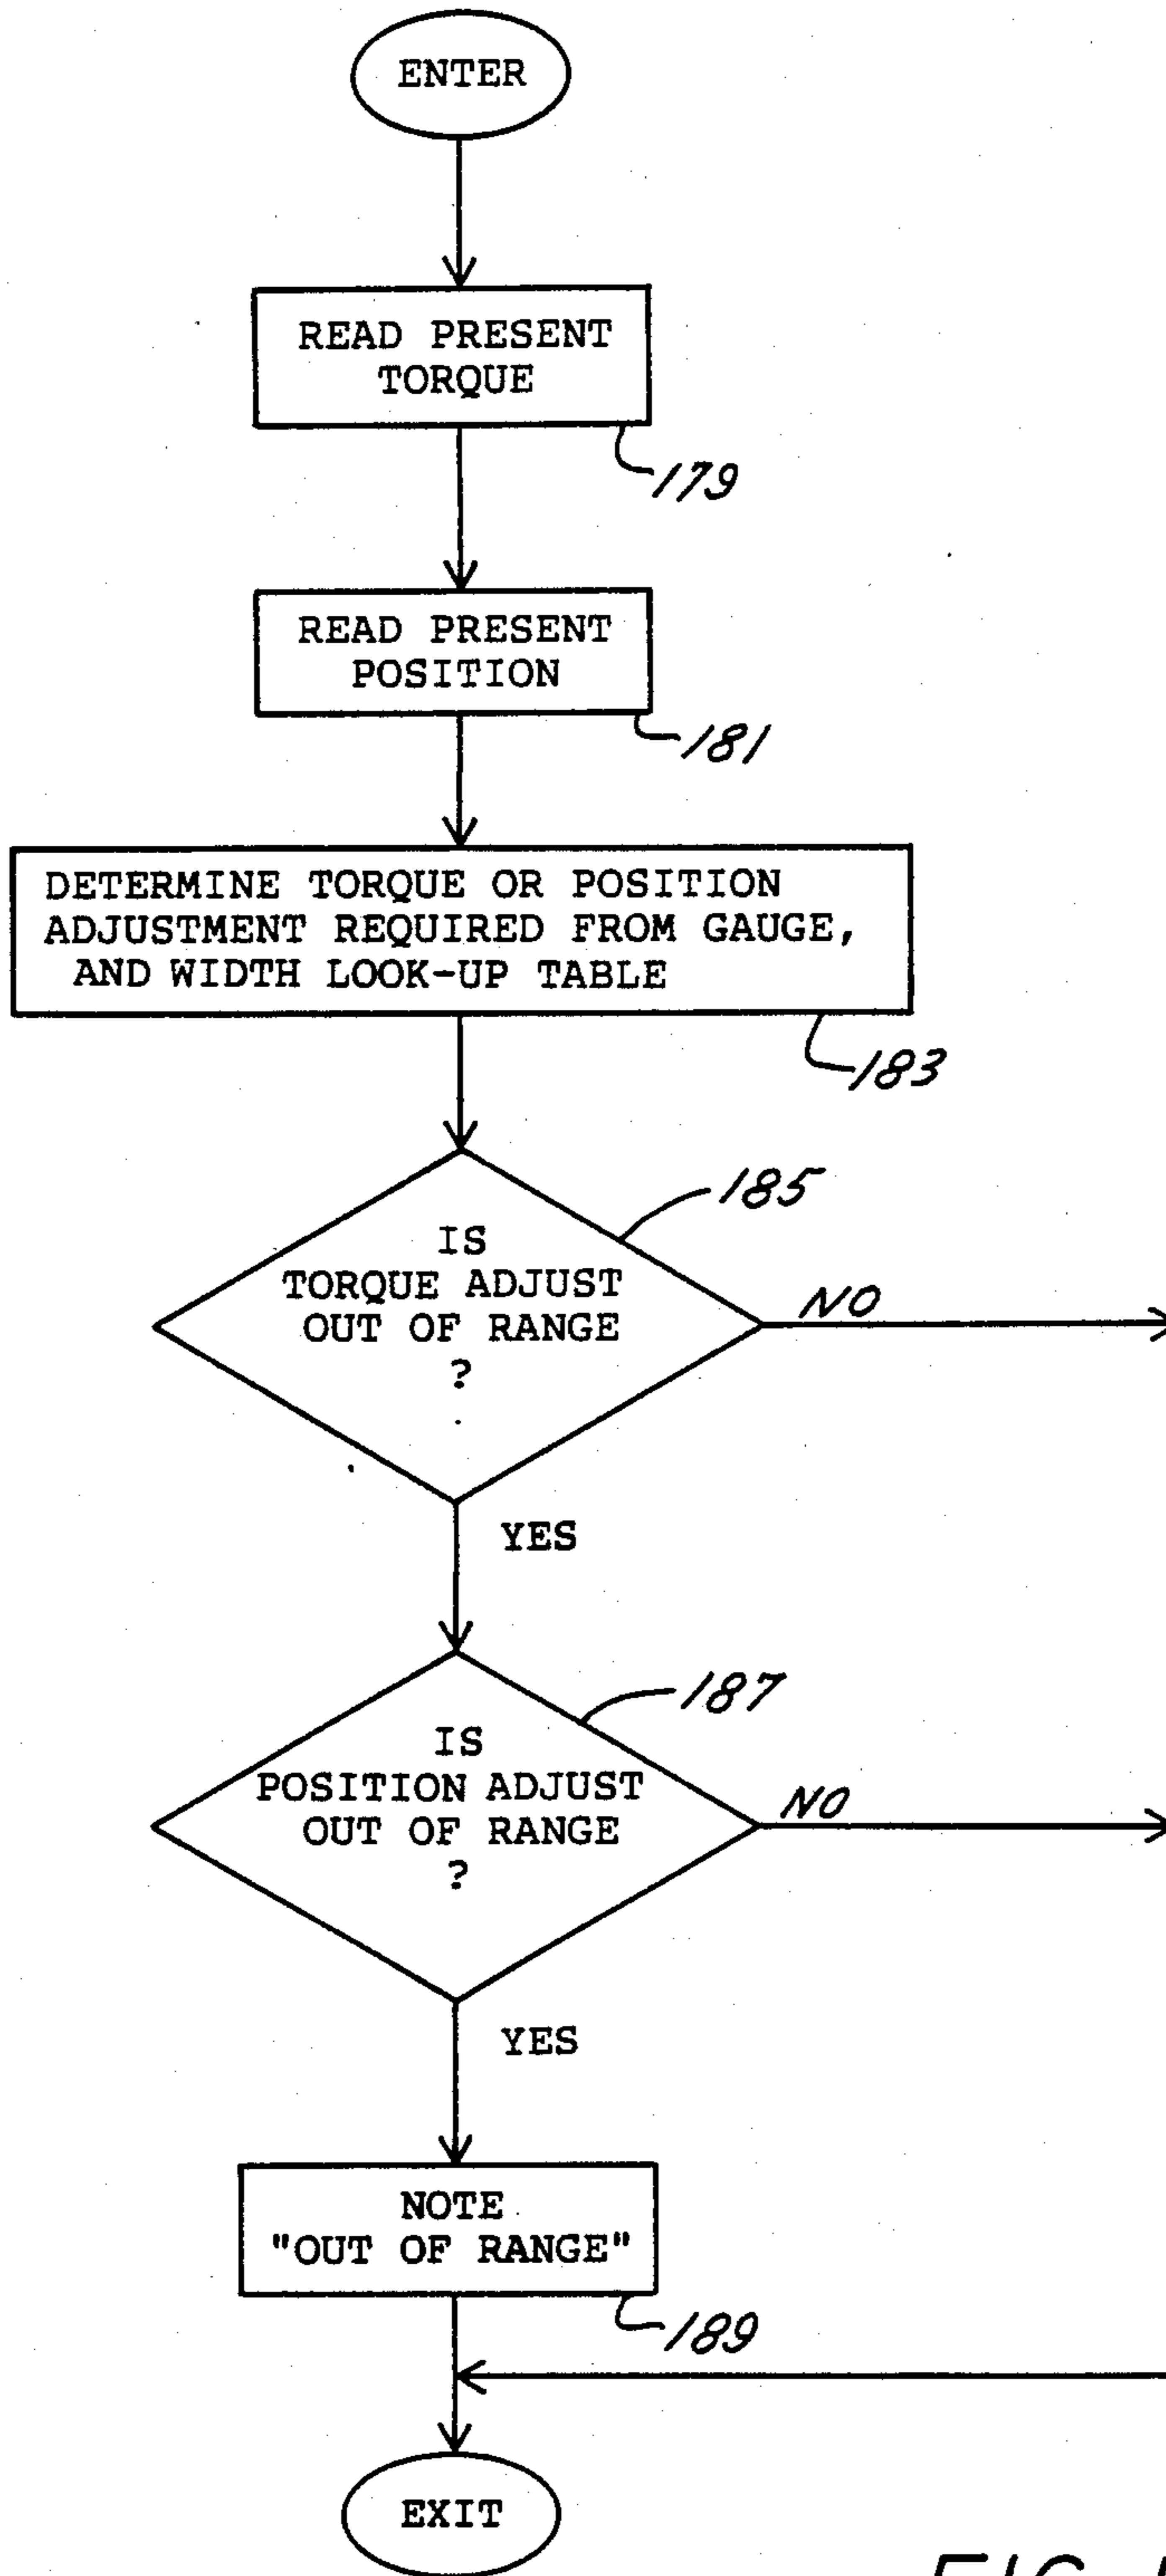 ENTER
READ PRESENT
TORQUE
179
READ PRESENT
POSITION
181
DETERMINE TORQUE OR POSITION
ADJUSTMENT REQUIRED FROM GAUGE,
AND WIDTH LOOK-UP TABLE
183
185
IS
TORQUE ADJUST
OUT OF RANGE
?
NO
YES
187
IS
POSITION ADJUST
OUT OF RANGE
?
NO
YES
NOTE
"OUT OF RANGE"
189
EXIT
FIG.